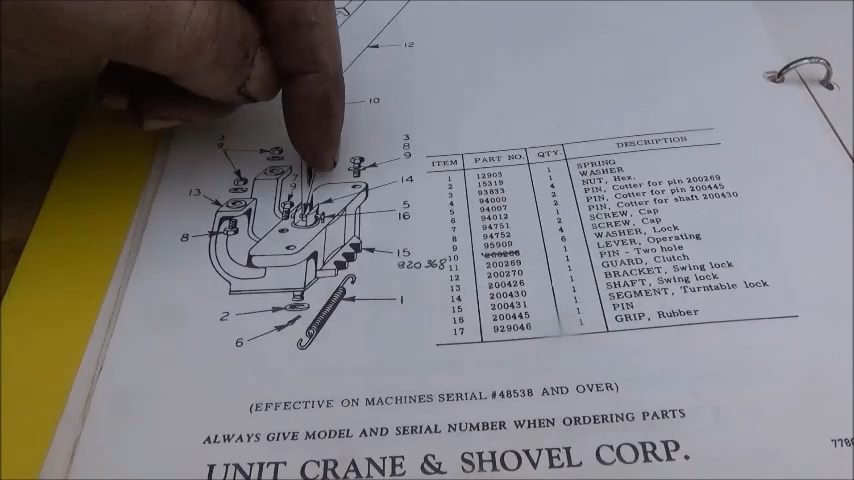 12
10
3
8
9
3
9
7
9
13
14
5
16
8
15
820368
1
2
6
ITEM PART NO. QTY. DESCRIPTION
1 12903 1 SPRING
2 15319 1 WASHER
3 93833 4 NUT, Hex.
4 94000 2 PIN, Cotter for pin 200269
5 94007 2 PIN, Cotter for pin 200445
6 94012 1 PIN, Cotter for shaft 200430
7 94751 2 SCREW, Cap
8 94752 4 SCREW, Cap
9 95909 6 WASHER, Lock
10 200268 1 LEVER, Operating
11 200269 1 PIN - Two hole
12 200270 1 GUARD, Clutch
13 200426 1 BRACKET, Swing lock
14 200430 1 SHAFT, Swing lock
15 200431 1 SEGMENT, Turntable lock
16 200445 1 PIN
17 929046 1 GRIP, Rubber
(EFFECTIVE ON MACHINES SERIAL #48538 AND OVER)
ALWAYS GIVE MODEL AND SERIAL NUMBER WHEN ORDERING PARTS
UNIT CRANE & SHOVEL CORP.